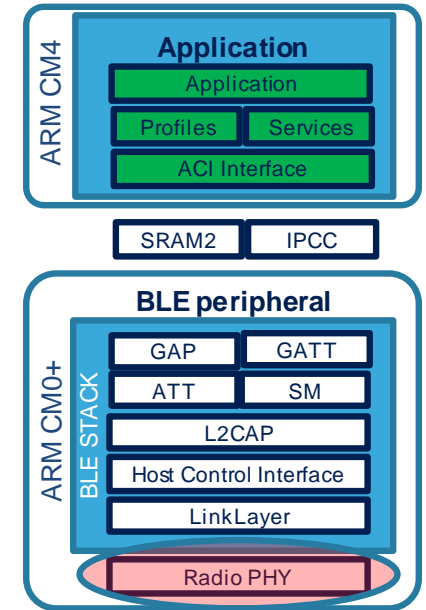 ARM CM4
Application
Application
Profiles Services
ACI Interface
SRAM2 IPCC
ARM CM0+
BLE peripheral
BLE STACK
GAP GATT
ATT SM
L2CAP
Host Control Interface
LinkLayer
Radio PHY